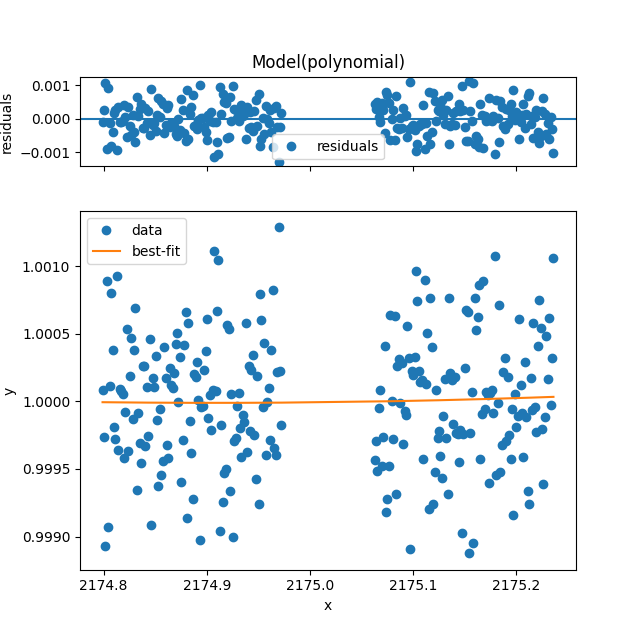 Model(polynomial)
0.001
0.000
−0.001
residuals
residuals
data
best-fit
1.0010
1.0005
1.0000
0.9995
0.9990
y
2174.8 2174.9 2175.0 2175.1 2175.2
x